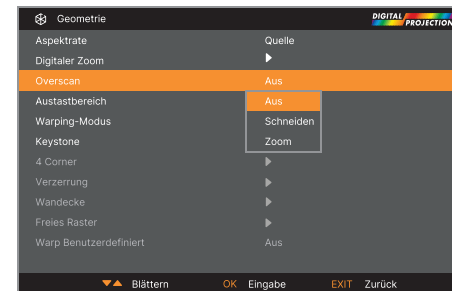 Geometrie
DIGITAL PROJECTION
Aspektrate Quelle
Digitaler Zoom
Overscan Aus
Austastbereich Aus
Warping-Modus Schneiden
Keystone Zoom
4 Corner
Verzerrung
Wandecke
Freies Raster
Warp Benutzerdefiniert Aus
Blättern OK Eingabe EXIT Zurück